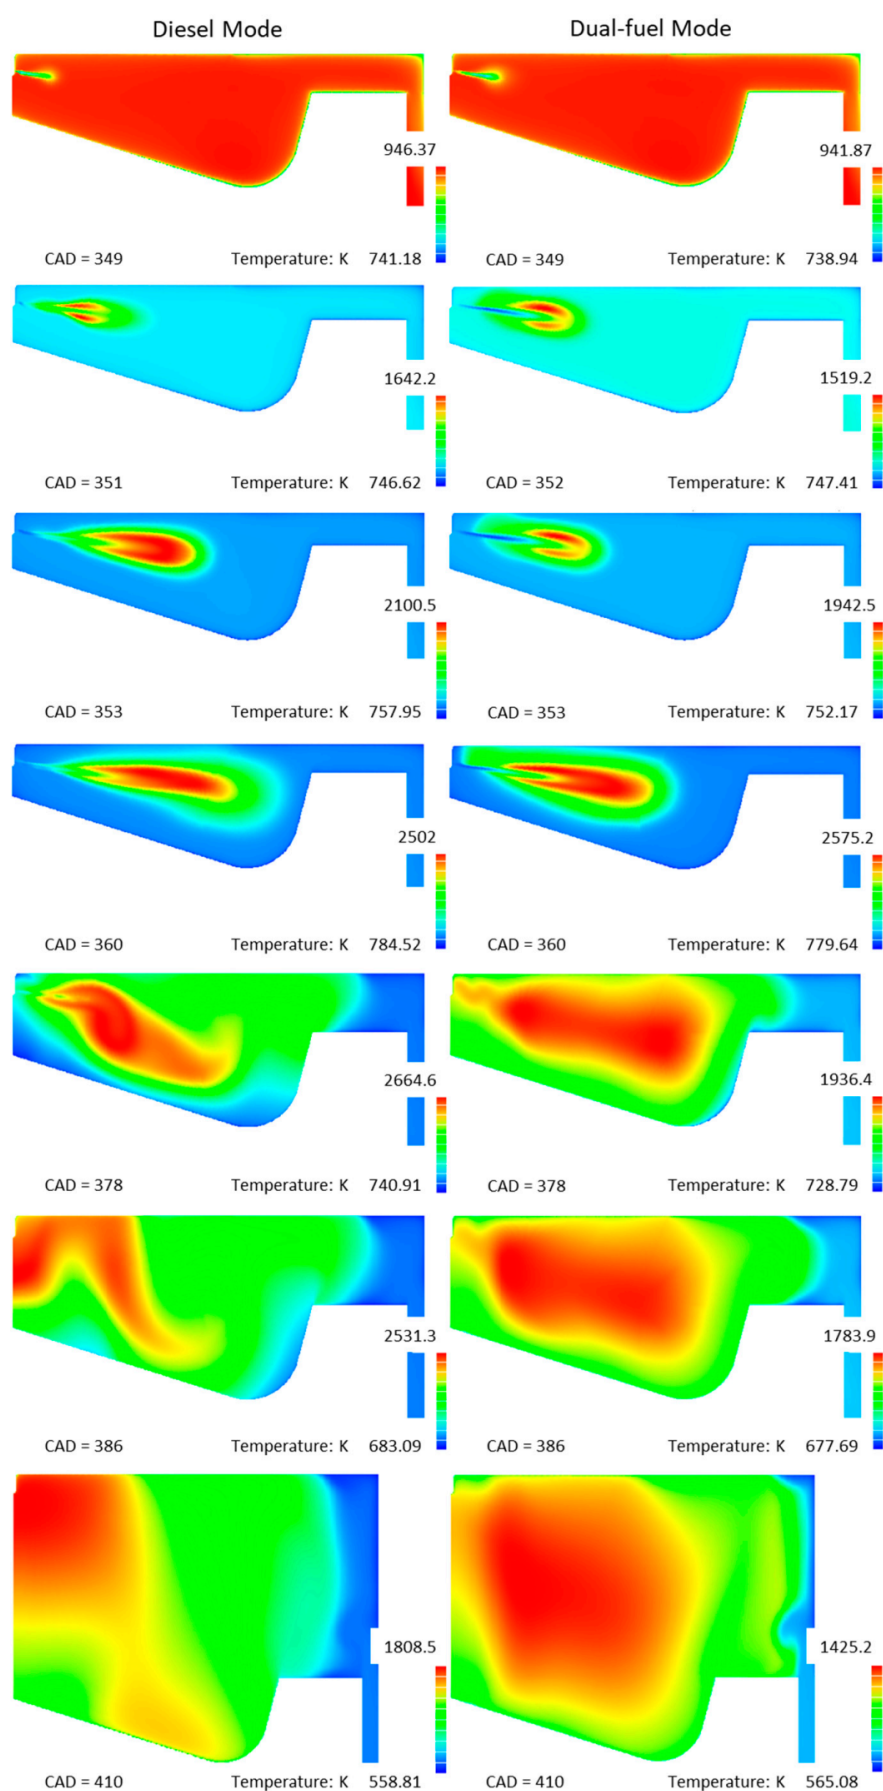 Diesel Mode Dual-fuel Mode
946.37 941.87
CAD = 349 Temperature: K 741.18 CAD = 349 Temperature: K 738.94
1642.2 1519.2
CAD = 351 Temperature: K 746.62 CAD = 352 Temperature: K 747.41
2100.5 1942.5
CAD = 353 Temperature: K 757.95 CAD = 353 Temperature: K 752.17
2502 2575.2
CAD = 360 Temperature: K 784.52 CAD = 360 Temperature: K 779.64
2664.6 1936.4
CAD = 378 Temperature: K 740.91 CAD = 378 Temperature: K 728.79
2531.3 1783.9
CAD = 386 Temperature: K 683.09 CAD = 386 Temperature: K 677.69
1808.5 1425.2
CAD = 410 Temperature: K 558.81 CAD = 410 Temperature: K 565.08